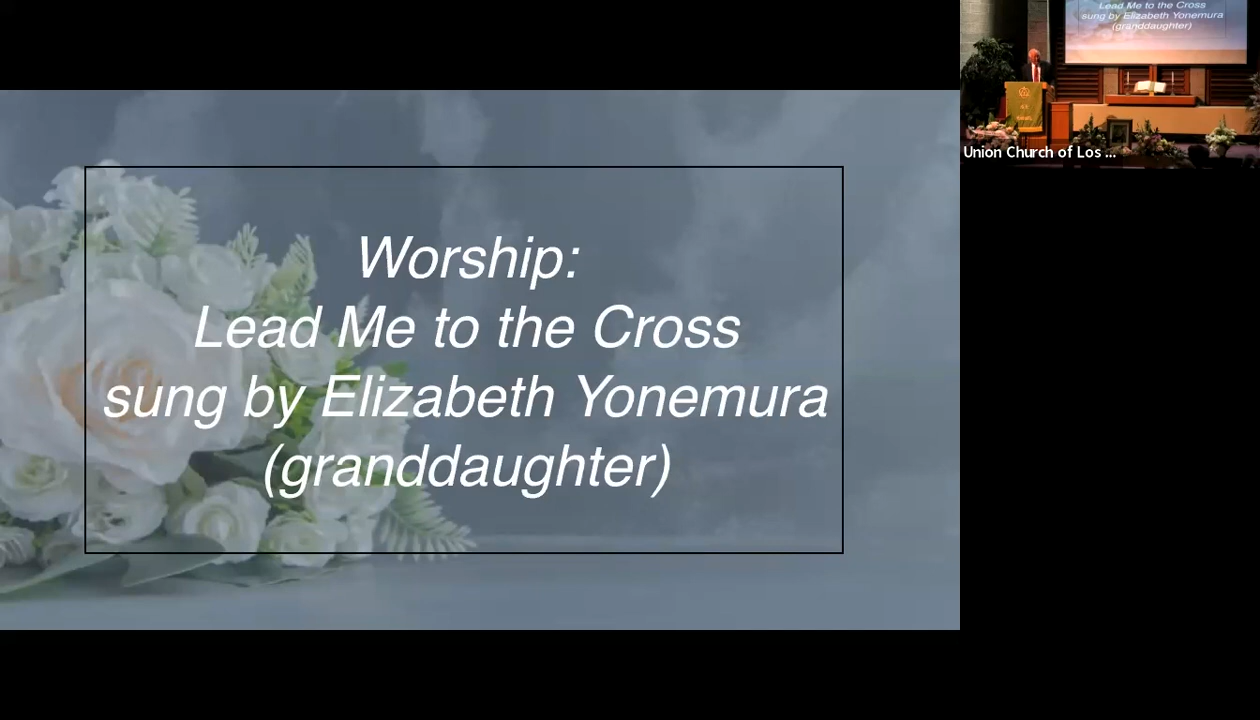 Worship:
Lead Me to the Cross
sung by Elizabeth Yonemura
(granddaughter)
Lead Me to the Cross
sung by Elizabeth Yonemura
(granddaughter)
Union Church of Los ...